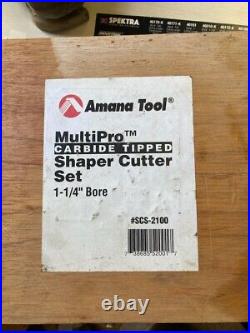 SPEKTRA
Amana Tool®
MultiPro™
CARBIDE TIPPED
Shaper Cutter
Set
1-1/4" Bore
#SCS-2100